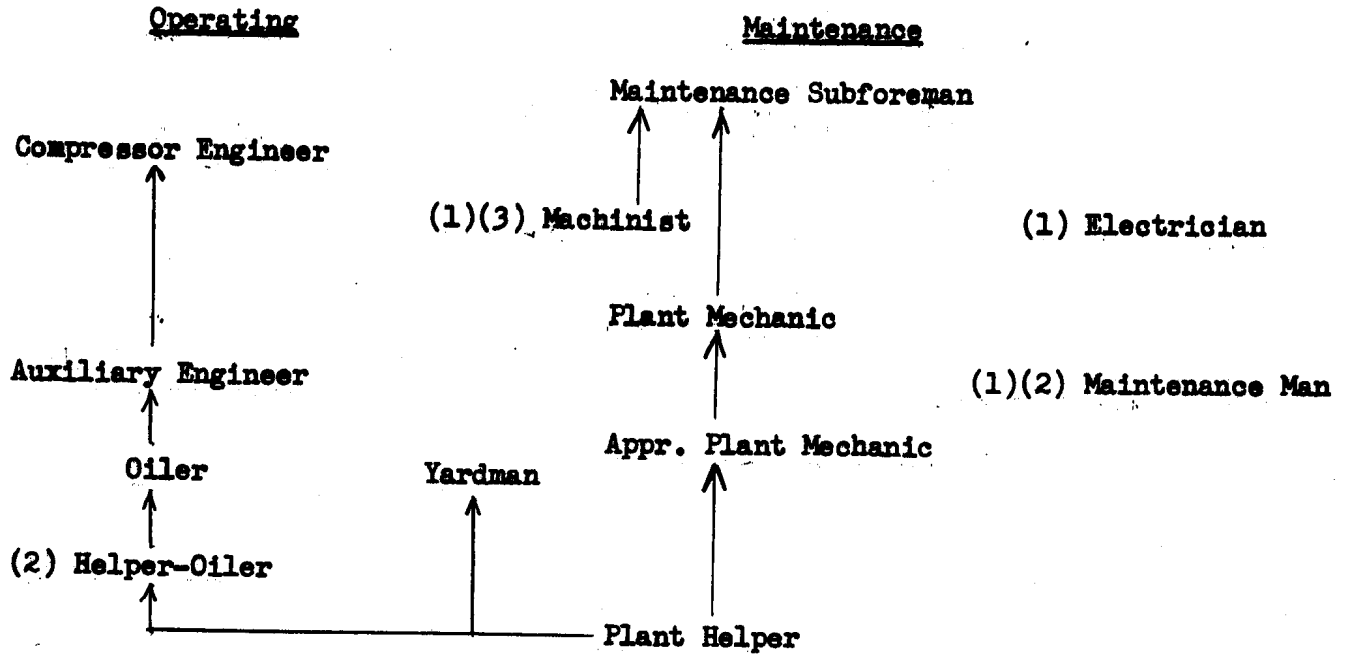 Operating
Maintenance
Maintenance Subforeman
Compressor Engineer
(1)(3) Machinist
(1) Electrician
Plant Mechanic
Auxiliary Engineer
(1)(2) Maintenance Man
Appr. Plant Mechanic
Oiler
Yardman
(2) Helper-Oiler
Plant Helper